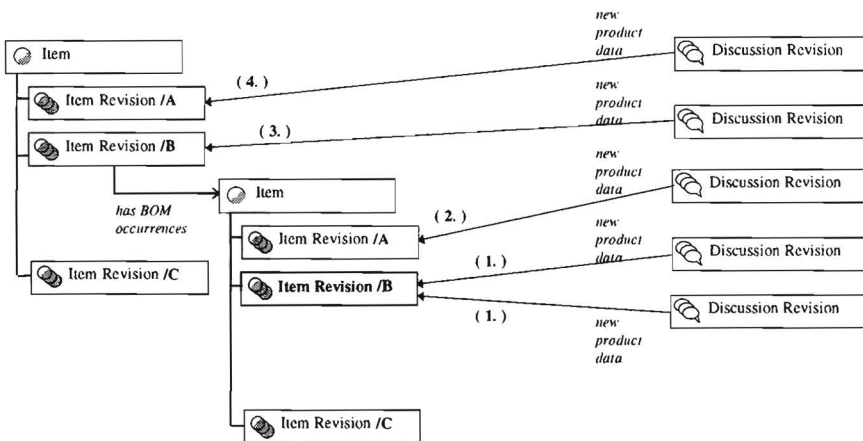 new
product
data
Discussion Revision
Item
( 4. )
Item Revision /A
new
product
data
Discussion Revision
( 3. )
Item Revision /B
new
product
data
Discussion Revision
Item
has BOM
occurrences
( 2. )
Item Revision /A
new
product
data
Discussion Revision
( 1. )
Item Revision /C
Item Revision /B
Discussion Revision
( 1. )
new
product
data
Item Revision /C